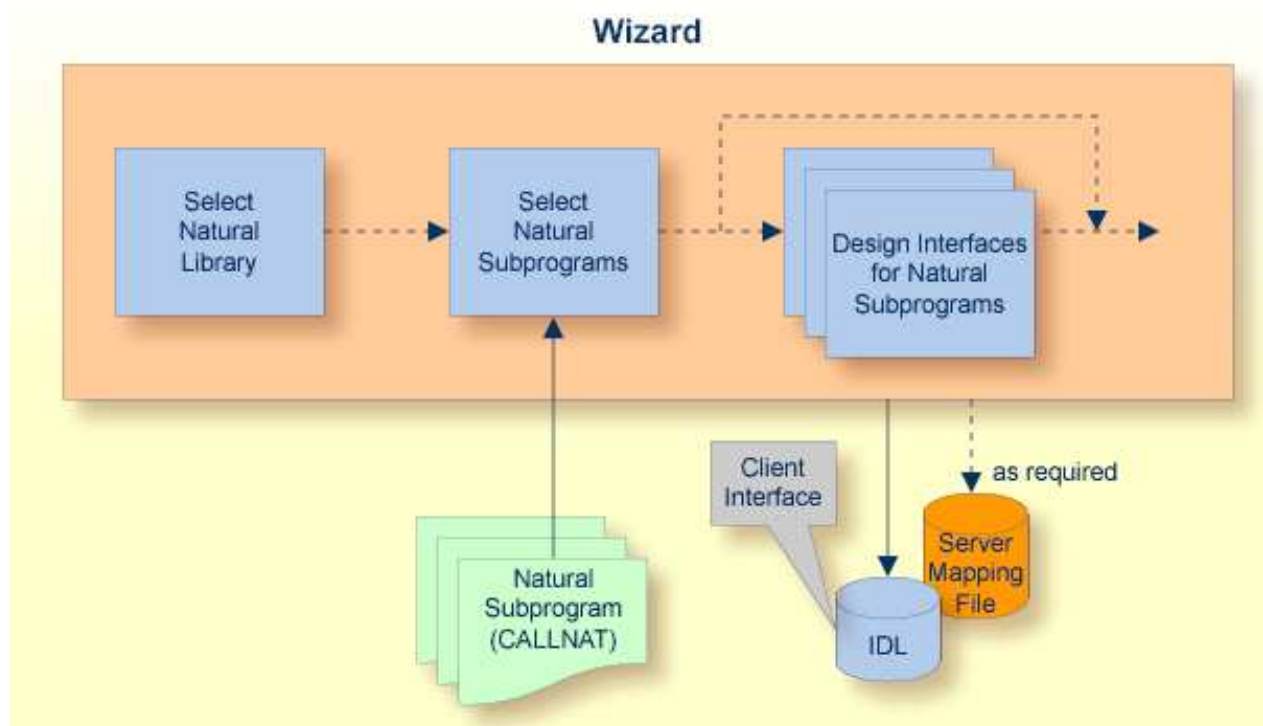 Wizard
Select
Natural
Library
Select
Natural
Subprograms
Design Interfaces
for Natural
Subprograms
Client
Interface
as required
Server
Mapping
File
IDL
Natural
Subprogram
(CALLNAT)